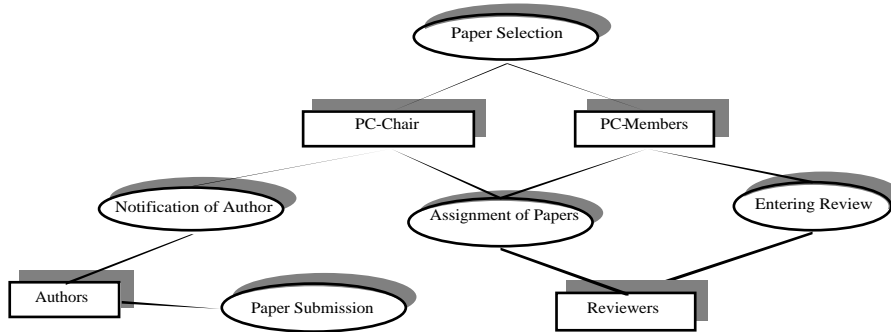 Paper Selection
PC-Chair
PC-Members
Notification of Author
Assignment of Papers
Entering Review
Authors
Paper Submission
Reviewers